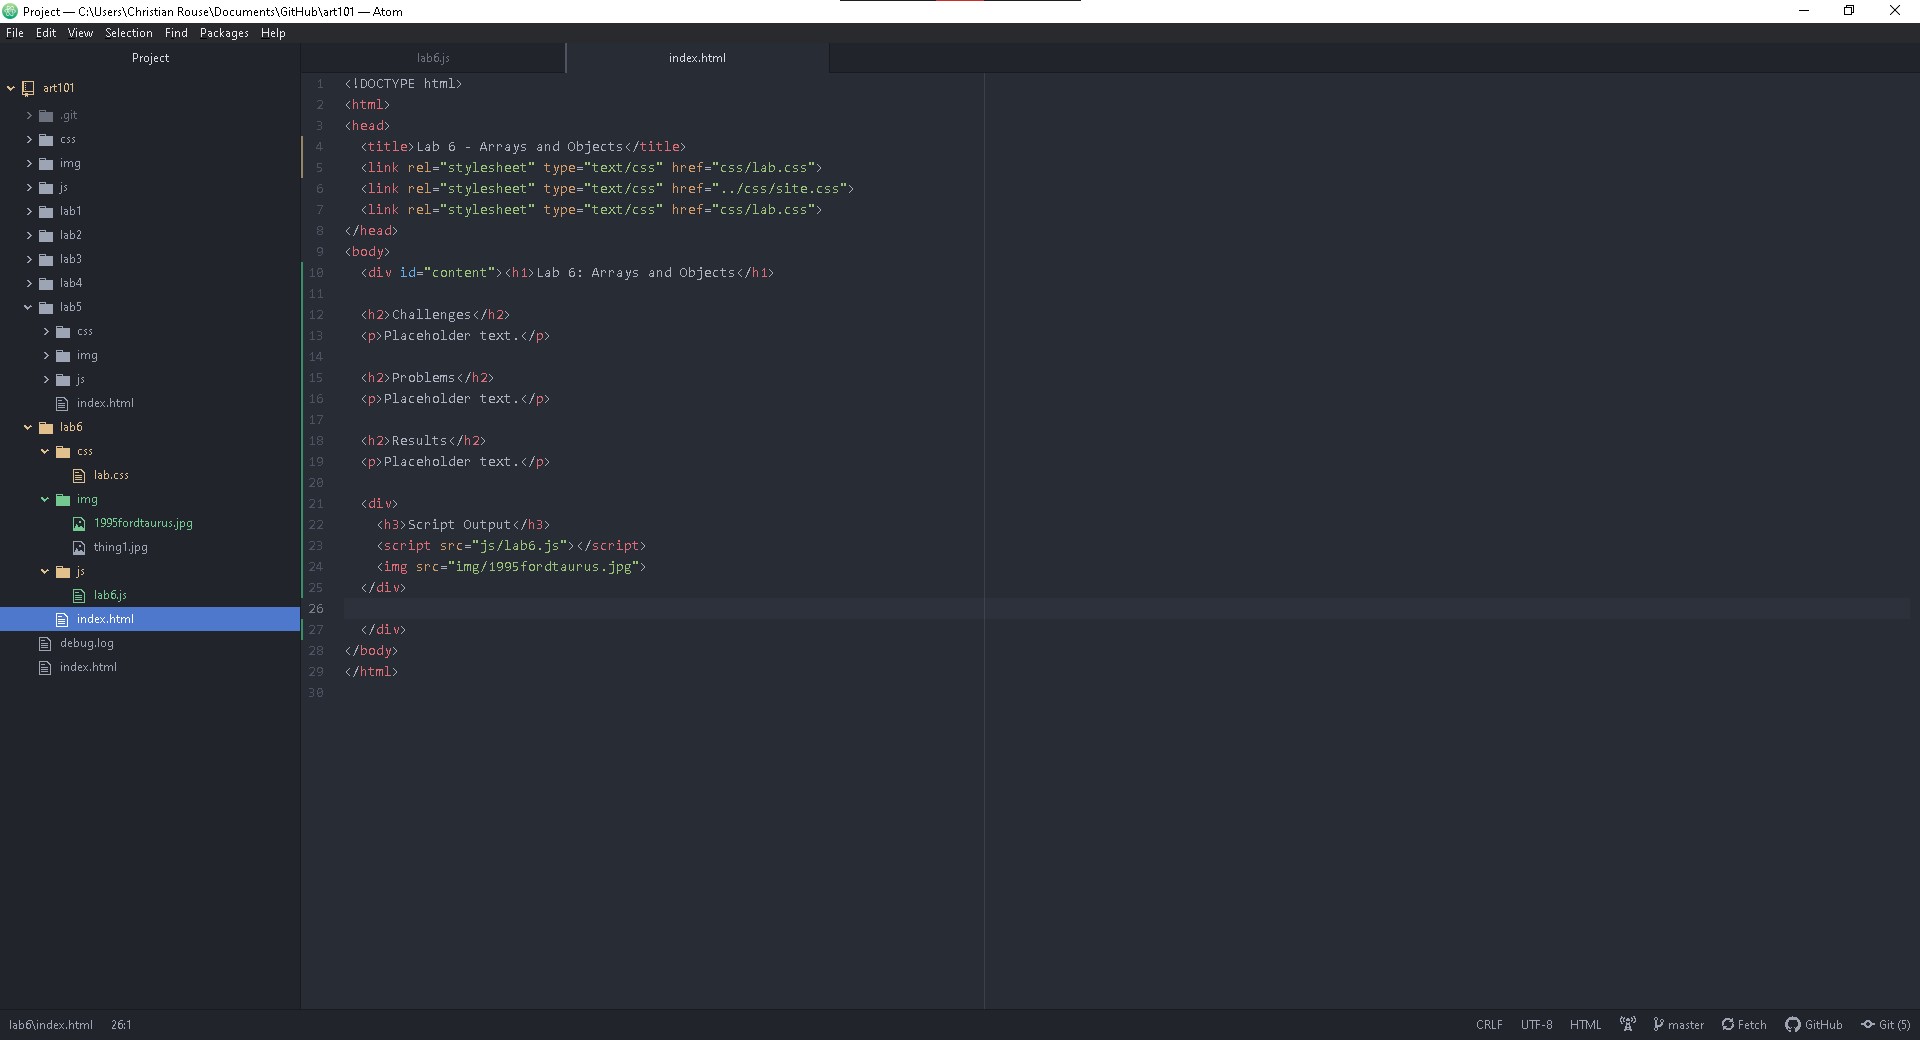 Project — C:\Users\Christian Rouse\Documents\GitHub\art101 — Atom
File Edit View Selection Find Packages Help
Project
art101
.git
css
img
js
lab1
lab2
lab3
lab4
lab5
css
img
js
index.html
lab6
css
lab.css
img
1995fordtaurus.jpg
thing1.jpg
js
lab6.js
index.html
debug.log
index.html
lab6.js index.html
1 <!DOCTYPE html>
2 <html>
3 <head>
4 <title>Lab 6 - Arrays and Objects</title>
5 <link rel="stylesheet" type="text/css" href="css/lab.css">
6 <link rel="stylesheet" type="text/css" href="../css/site.css">
7 <link rel="stylesheet" type="text/css" href="css/lab.css">
8 </head>
9 <body>
10 <div id="content"><h1>Lab 6: Arrays and Objects</h1>
11
12 <h2>Challenges</h2>
13 <p>Placeholder text.</p>
14
15 <h2>Problems</h2>
16 <p>Placeholder text.</p>
17
18 <h2>Results</h2>
19 <p>Placeholder text.</p>
20
21 <div>
22 <h3>Script Output</h3>
23 <script src="js/lab6.js"></script>
24 <img src="img/1995fordtaurus.jpg">
25 </div>
26
27 </div>
28 </body>
29 </html>
30
lab6\index.html 26:1 CRLF UTF-8 HTML master Fetch GitHub Git (5)